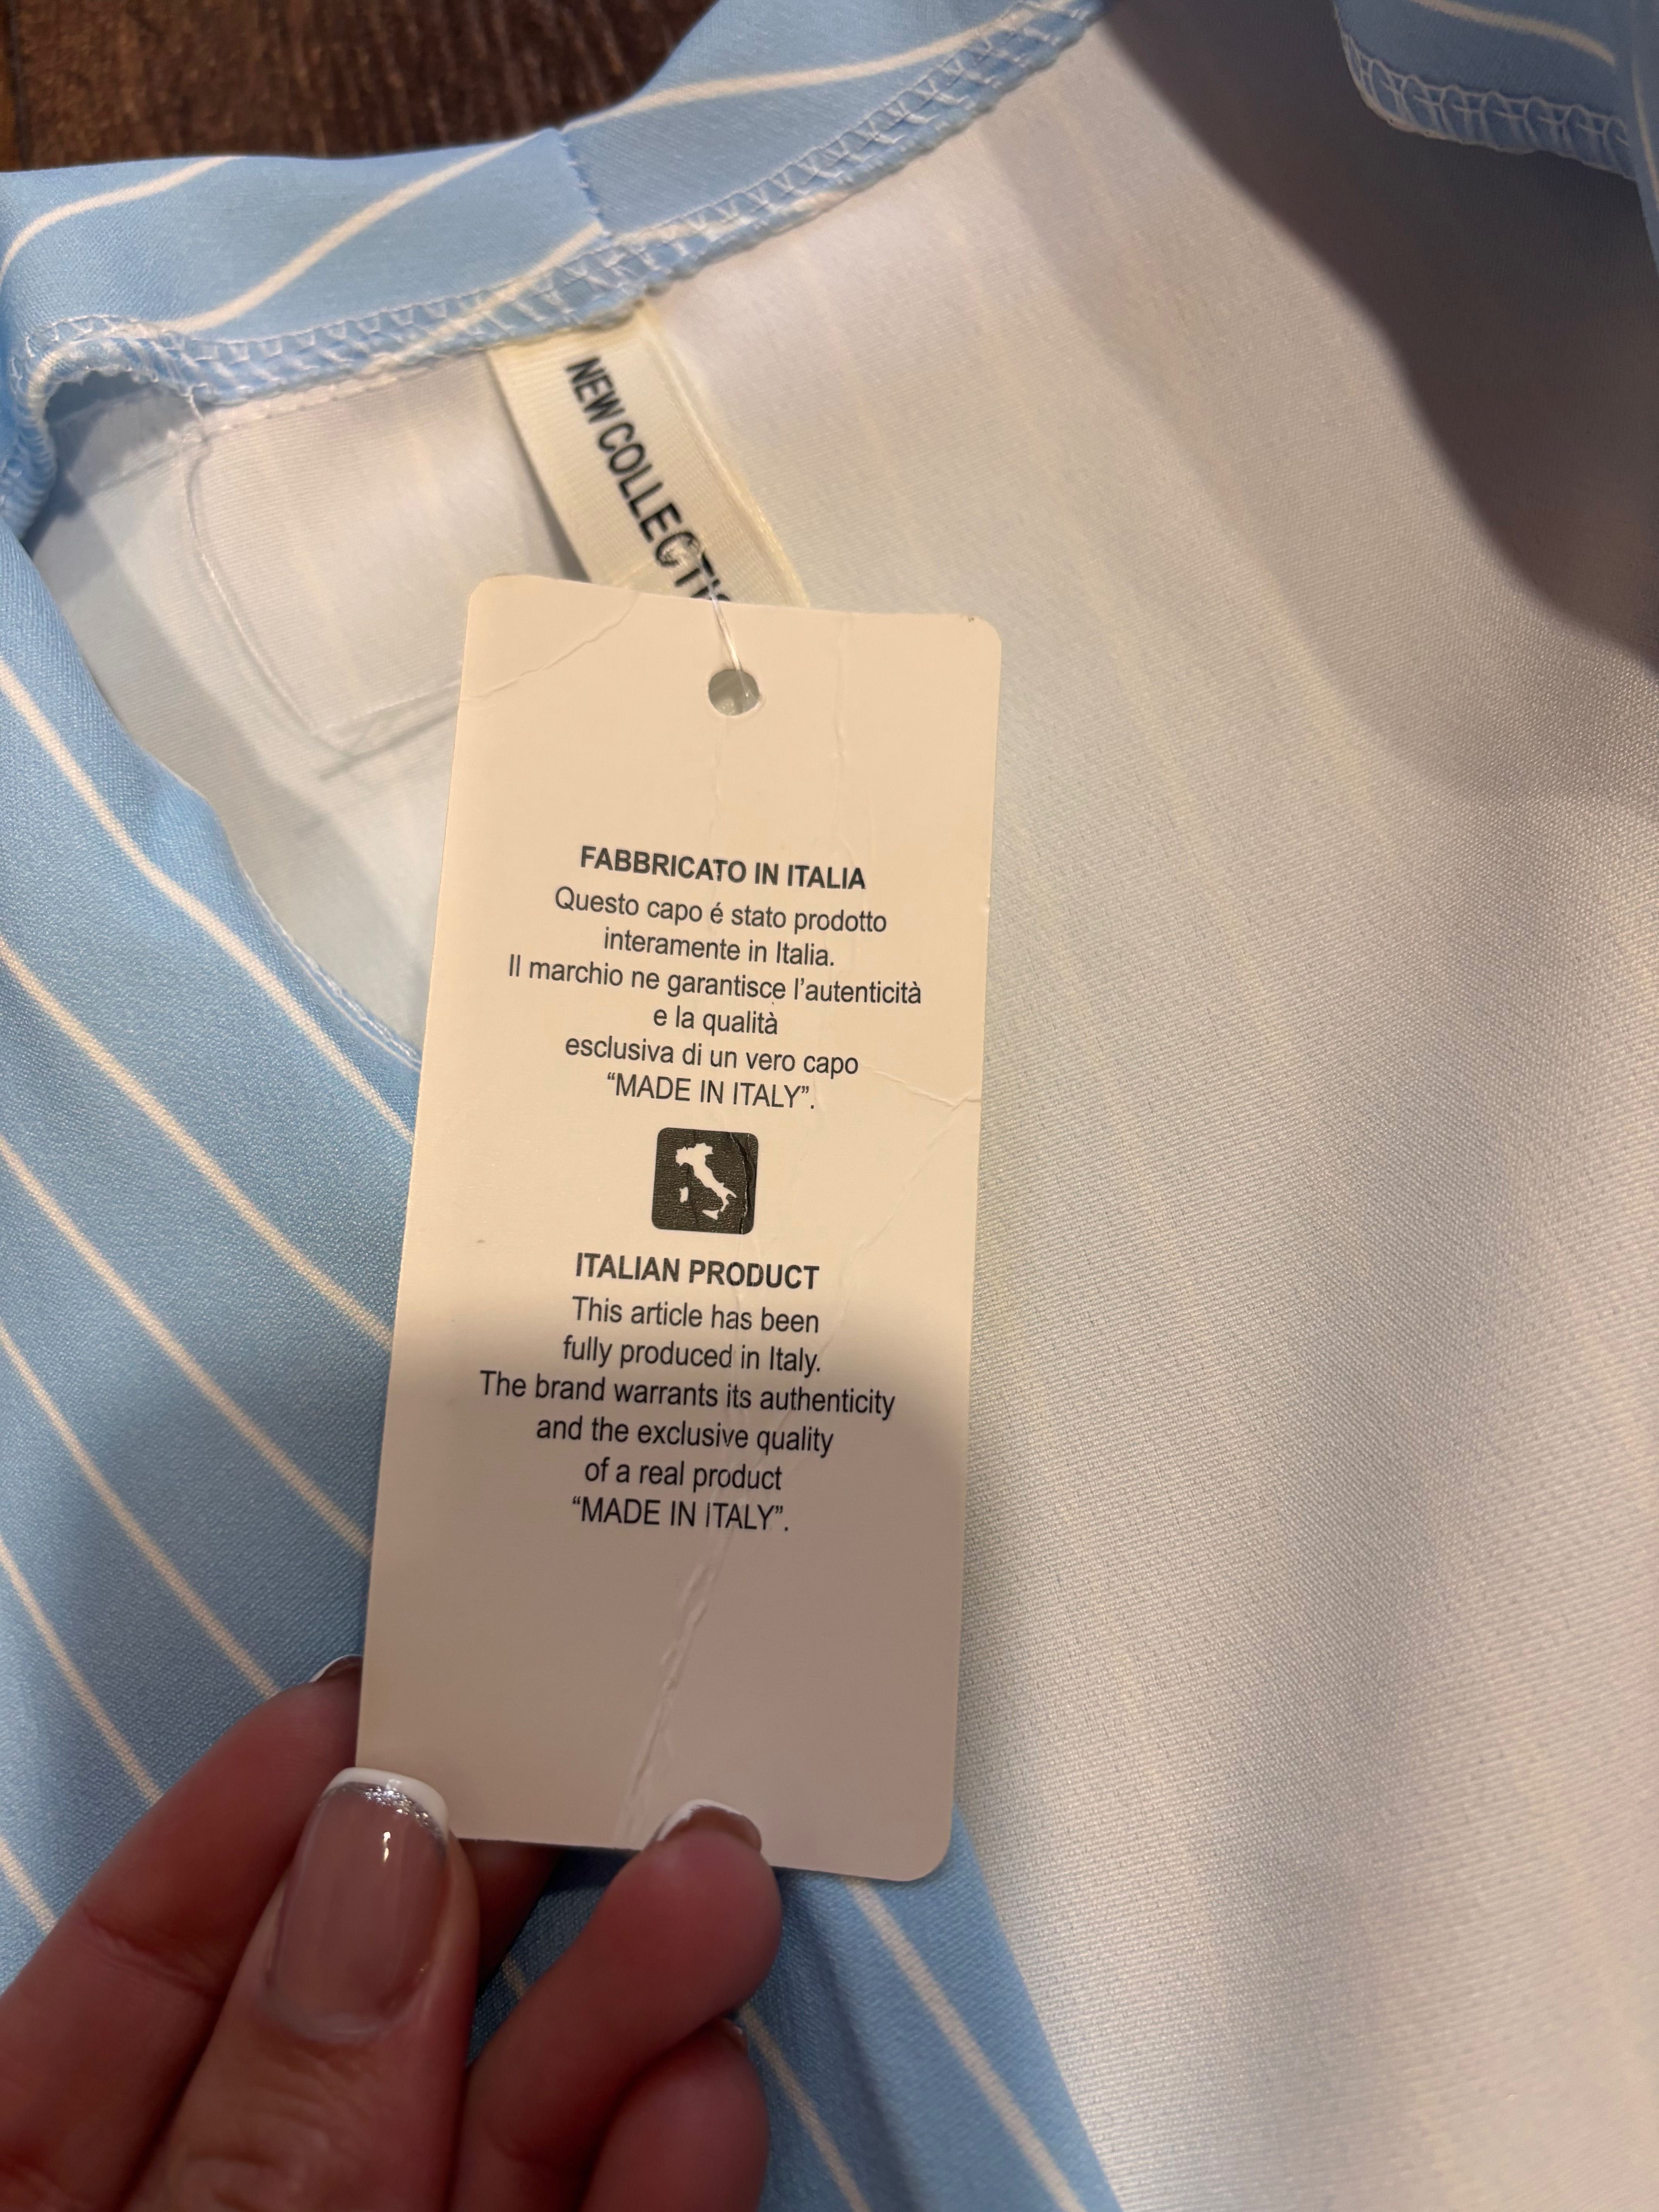 NEW COLLECTI
FABBRICATO IN ITALIA
Questo capo é stato prodotto
interamente in Italia.
Il marchio ne garantisce l'autenticità
e la qualità
esclusiva di un vero capo
“MADE IN ITALY”.
ITALIAN PRODUCT
This article has been
fully produced in Italy.
The brand warrants its authenticity
and the exclusive quality
of a real product
“MADE IN ITALY”.